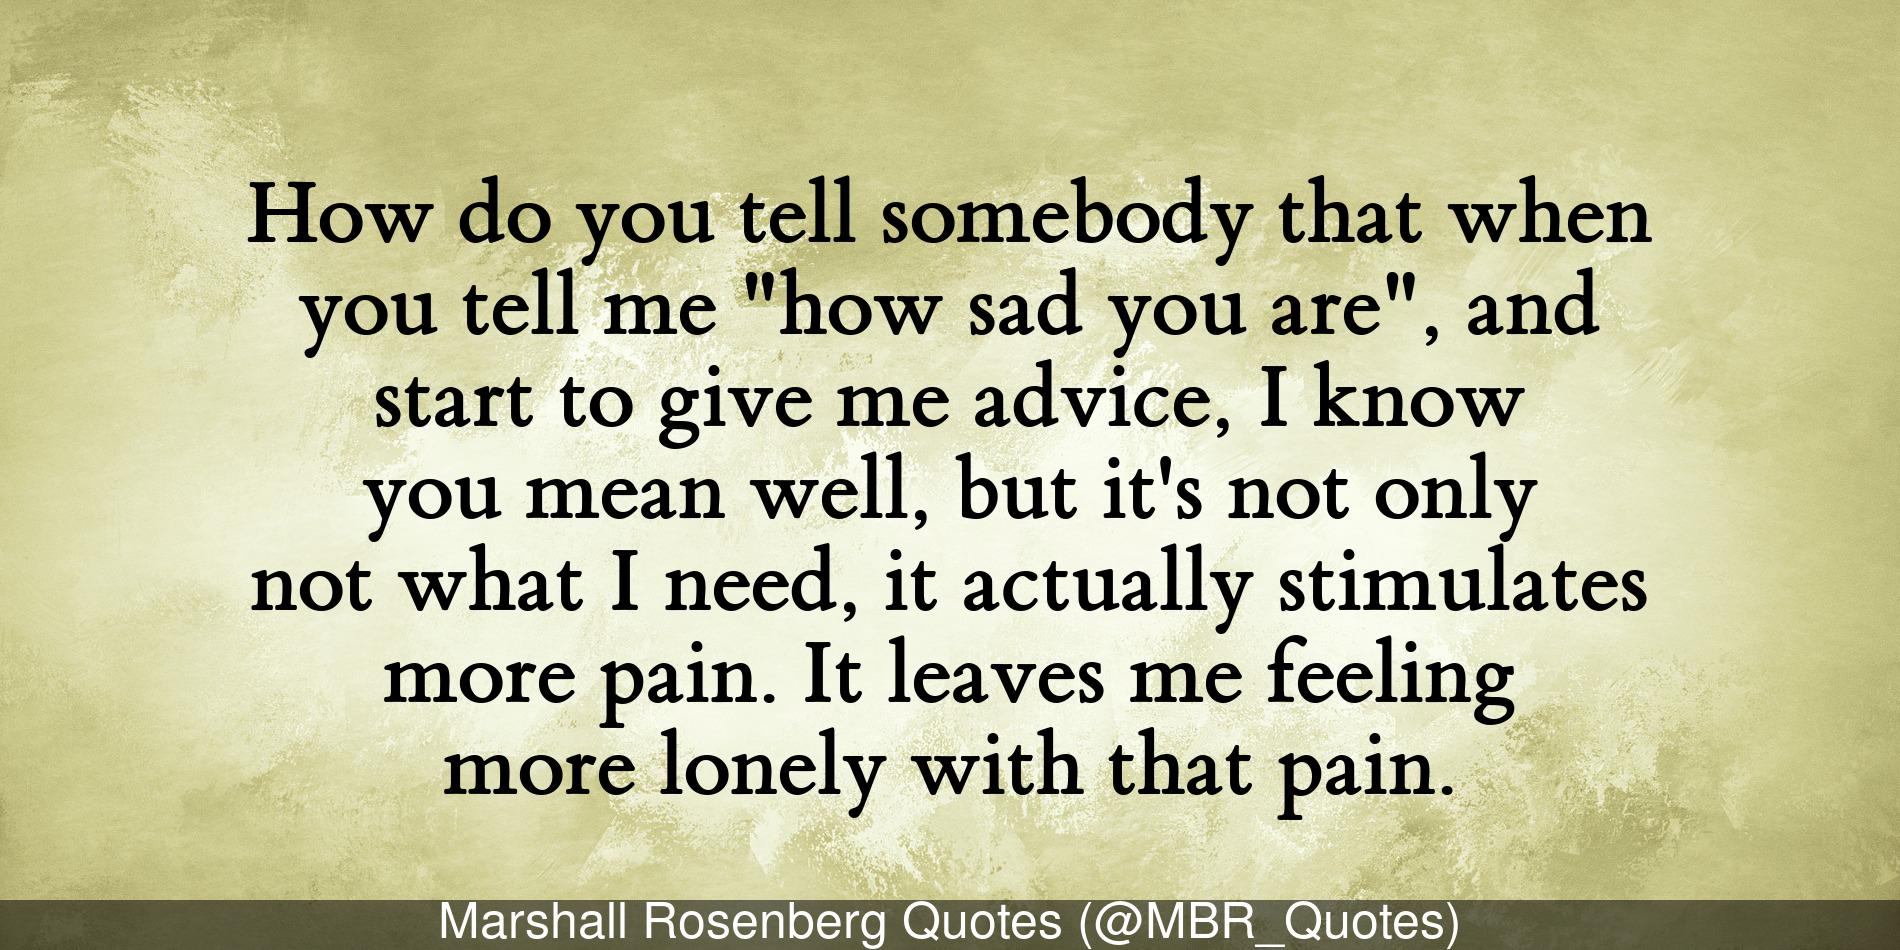 How do you tell somebody that when
you tell me "how sad you are", and
start to give me advice, I know
you mean well, but it's not only
not what I need, it actually stimulates
more pain. It leaves me feeling
more lonely with that pain.
Marshall Rosenberg Quotes (@MBR_Quotes)